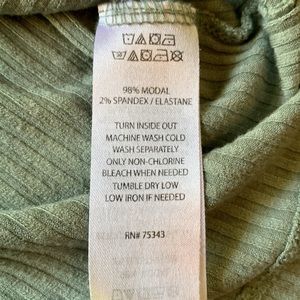 98% MODAL
2% SPANDEX / ELASTANE
TURN INSIDE OUT
MACHINE WASH COLD
WASH SEPARATELY
ONLY NON-CHLORINE
BLEACH WHEN NEEDED
TUMBLE DRY LOW
LOW IRON IF NEEDED
RN# 75343